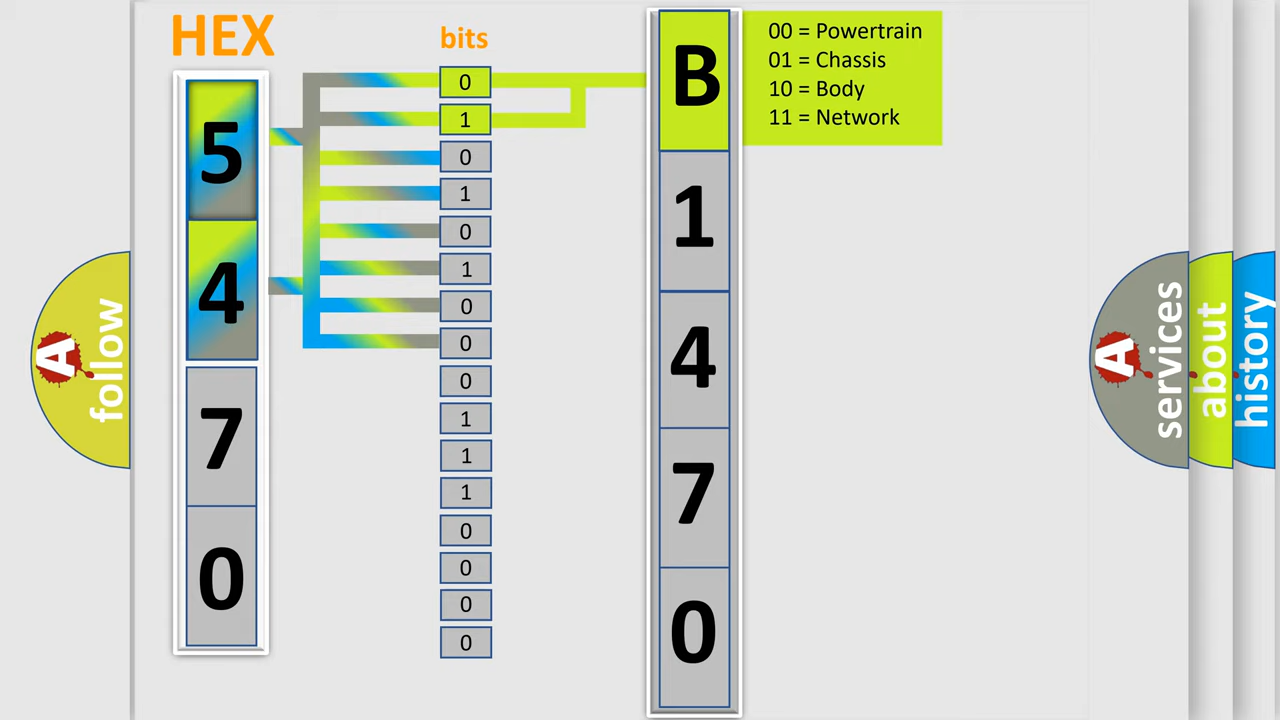 HEX
bits
5
4
7
0
0
1
0
1
0
1
0
0
0
1
1
1
0
0
0
0
B
1
4
7
0
00 = Powertrain
01 = Chassis
10 = Body
11 = Network
A
follow
A
services
about
history